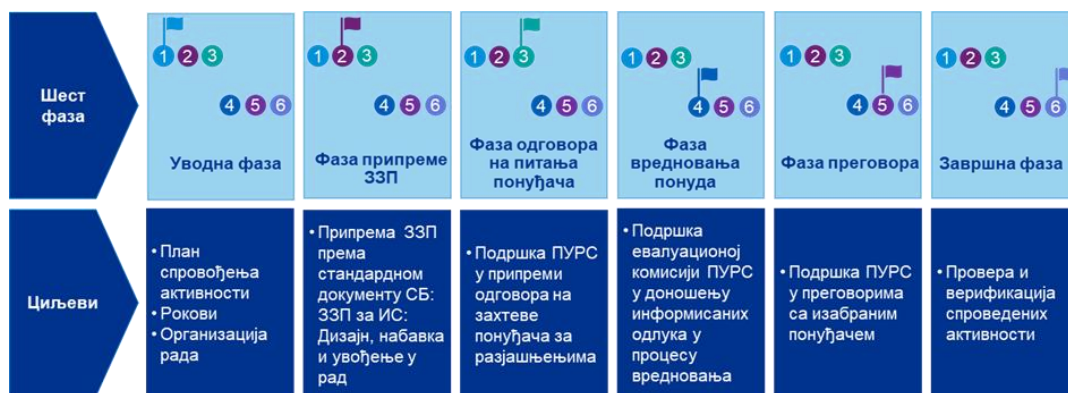 Шест
фаза
1 2 3
4 5 6
Уводна фаза
1 2 3
4 5 6
Фаза припреме
ЗЗП
1 2 3
4 5 6
Фаза одговора
на питања
понуђача
1 2 3
4 5 6
Фаза
вредновања
понуда
1 2 3
4 5 6
Фаза преговора
1 2 3
4 5 6
Завршна фаза
Циљеви
• План
спровођења
активности
• Рокови
• Организација
рада
• Припрема ЗЗП
према
стандардном
документу СБ:
ЗЗП за ИС:
Дизајн, набавка
и увођење у
рад
• Подршка ПУРС
у припреми
одговора на
захтеве
понуђача за
разјашњењима
• Подршка
евалуационој
комисији ПУРС
у доношењу
информисаних
одлука у
процесу
вредновања
• Подршка ПУРС
у преговорима
са изабраним
понуђачем
• Провера и
верификација
спроведених
активности